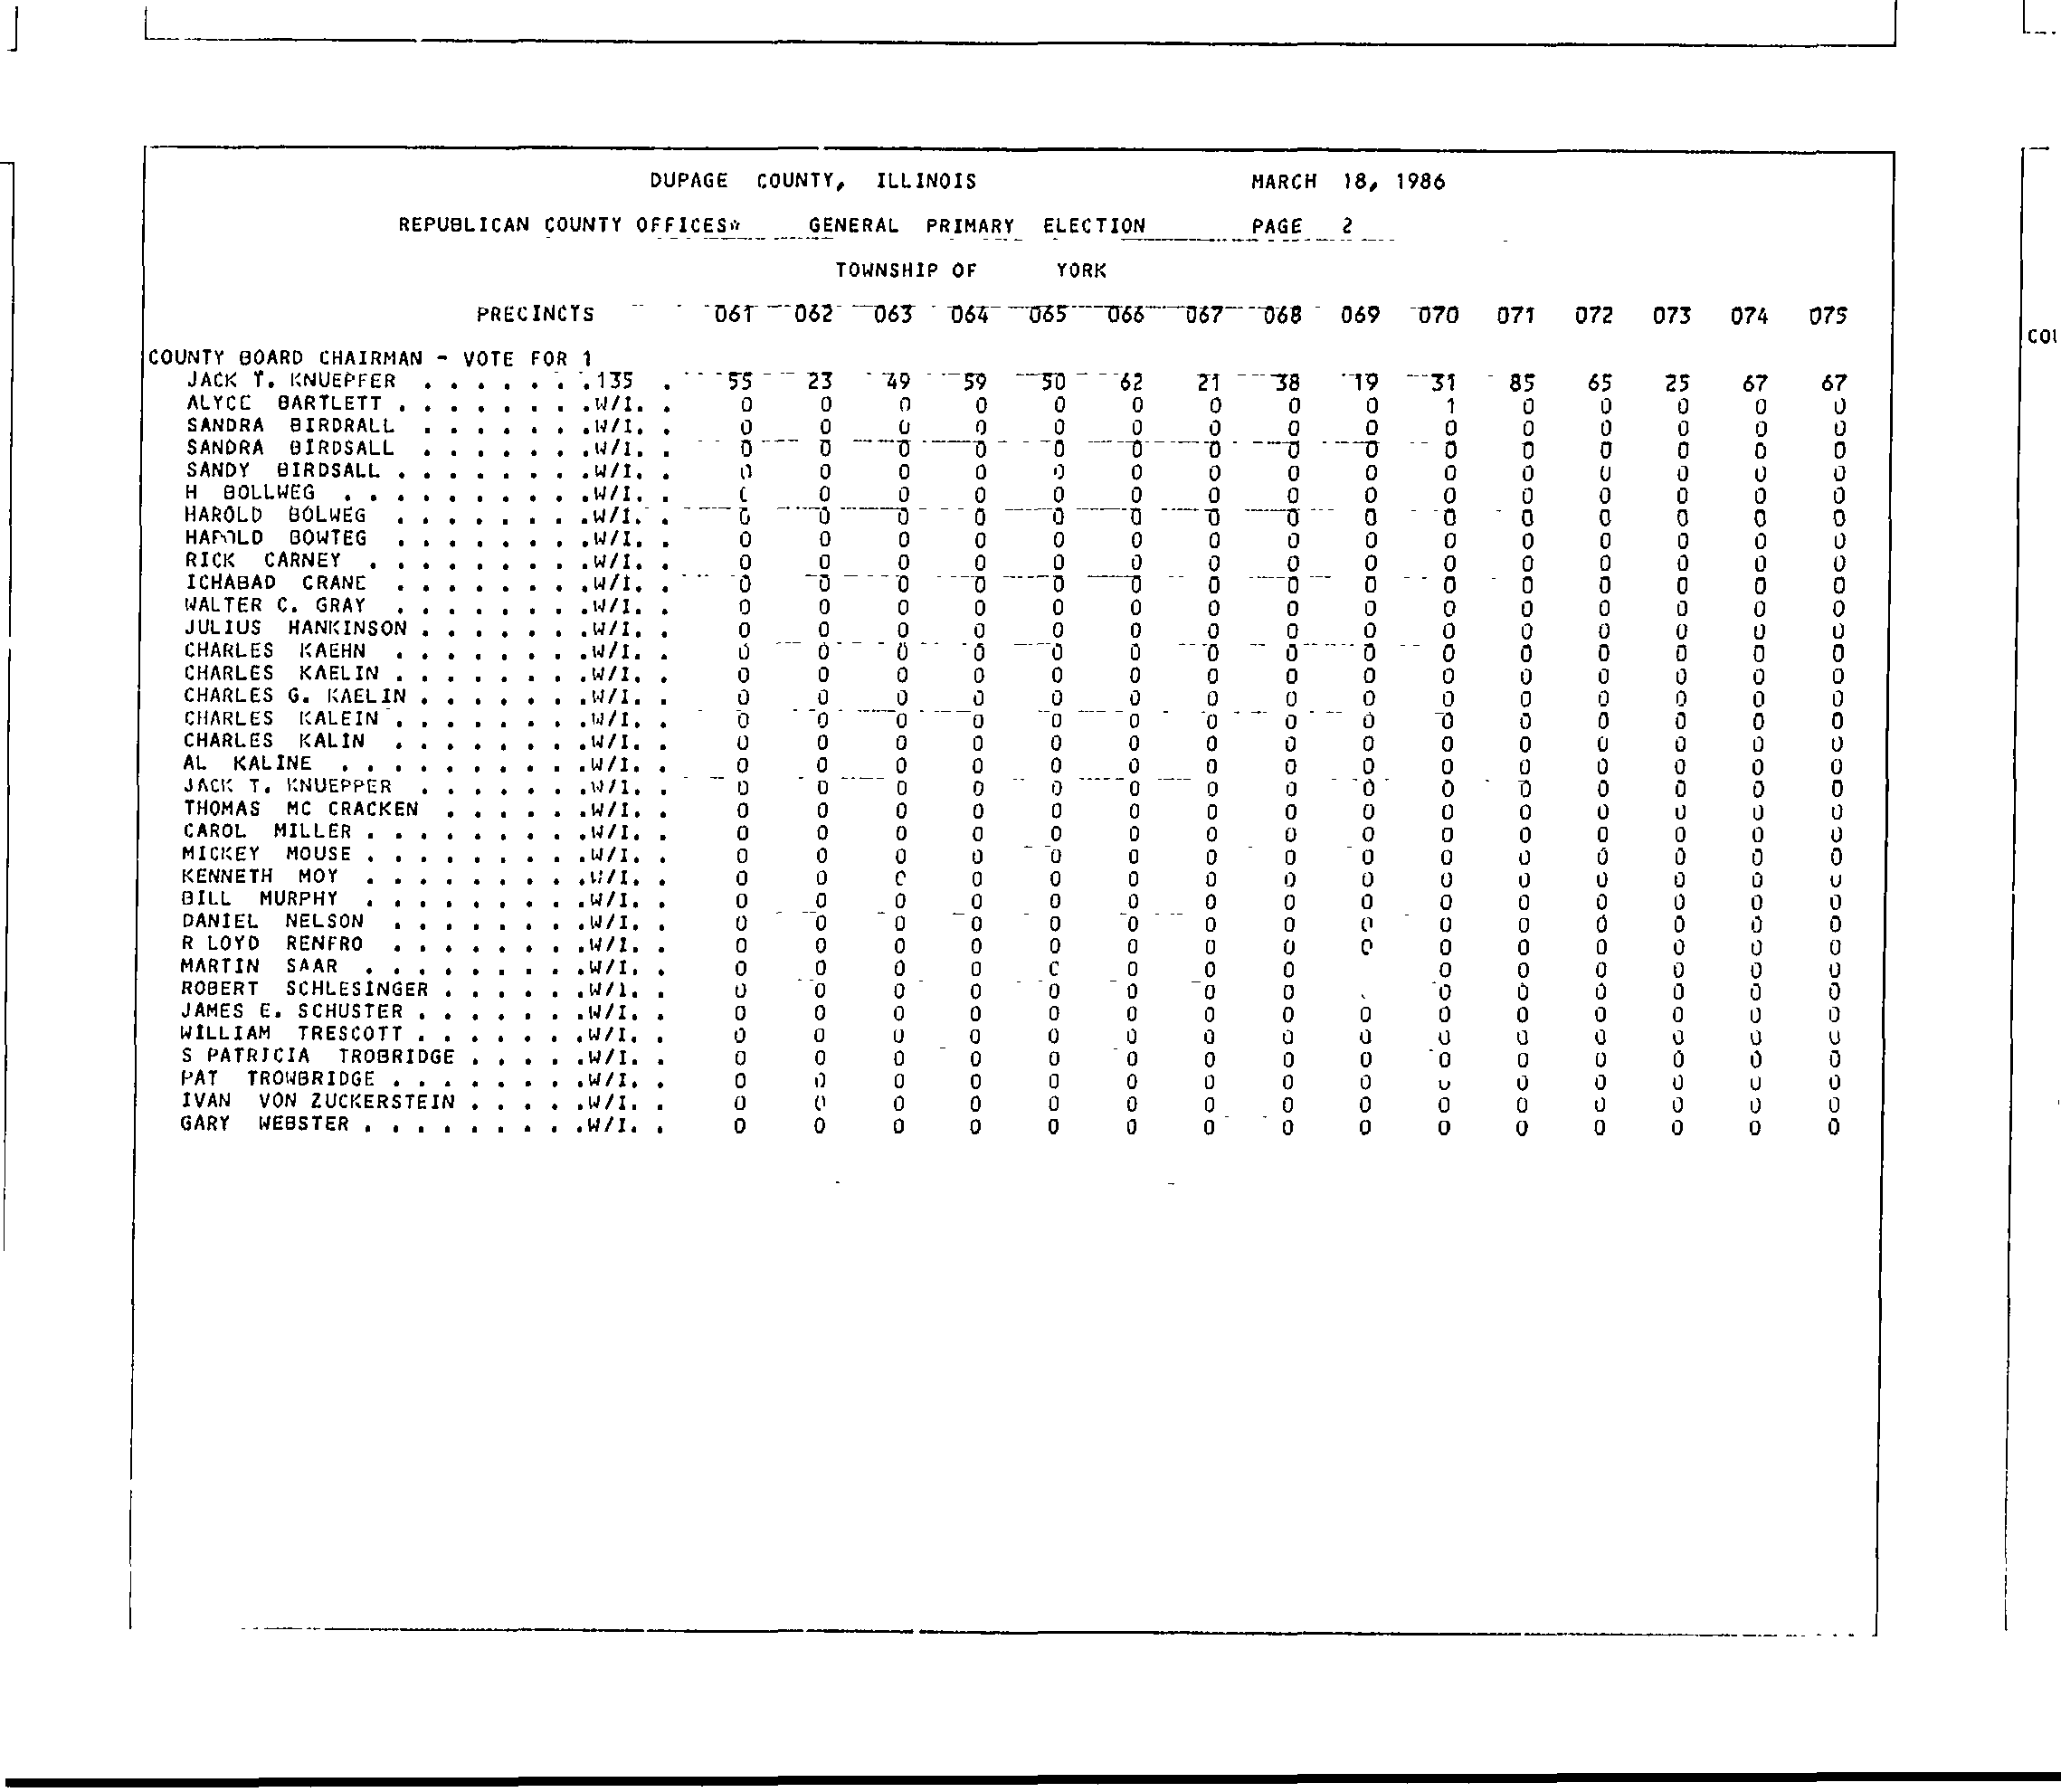 DUPAGE COUNTY, ILLINOIS MARCH 18, 1986
REPUBLICAN COUNTY OFFICES* GENERAL PRIMARY ELECTION PAGE 2
TOWNSHIP OF YORK
PRECINCTS 061 062 063 064 065 066 067 068 069 070 071 072 073 074 075
COUNTY BOARD CHAIRMAN - VOTE FOR 1
JACK T. KNUEPFER . . . . . . .135 . 55 23 49 59 50 62 21 38 19 31 85 65 25 67 67
ALYCE BARTLETT . . . . . . . .W/I. . 0 0 0 0 0 0 0 0 0 1 0 0 0 0 0
SANDRA BIRDRALL . . . . . . .W/I. . 0 0 0 0 0 0 0 0 0 0 0 0 0 0 0
SANDRA BIRDSALL . . . . . . .W/I. . 0 0 0 0 0 0 0 0 0 0 0 0 0 0 0
SANDY BIRDSALL . . . . . . . .W/I. . 0 0 0 0 0 0 0 0 0 0 0 0 0 0 0
H BOLLWEG . . . . . . . . . .W/I. . 0 0 0 0 0 0 0 0 0 0 0 0 0 0 0
HAROLD BOLWEG . . . . . . . .W/I. . 0 0 0 0 0 0 0 0 0 0 0 0 0 0 0
HAROLD BOWTEG . . . . . . . .W/I. . 0 0 0 0 0 0 0 0 0 0 0 0 0 0 0
RICK CARNEY . . . . . . . . .W/I. . 0 0 0 0 0 0 0 0 0 0 0 0 0 0 0
ICHABAD CRANE . . . . . . . .W/I. . 0 0 0 0 0 0 0 0 0 0 0 0 0 0 0
WALTER C. GRAY . . . . . . . .W/I. . 0 0 0 0 0 0 0 0 0 0 0 0 0 0 0
JULIUS HANKINSON . . . . . . .W/I. . 0 0 0 0 0 0 0 0 0 0 0 0 0 0 0
CHARLES KAEHN . . . . . . . .W/I. . 0 0 0 0 0 0 0 0 0 0 0 0 0 0 0
CHARLES KAELIN . . . . . . . .W/I. . 0 0 0 0 0 0 0 0 0 0 0 0 0 0 0
CHARLES G. KAELIN . . . . . . .W/I. . 0 0 0 0 0 0 0 0 0 0 0 0 0 0 0
CHARLES KALEIN . . . . . . . .W/I. . 0 0 0 0 0 0 0 0 0 0 0 0 0 0 0
CHARLES KALIN . . . . . . . .W/I. . 0 0 0 0 0 0 0 0 0 0 0 0 0 0 0
AL KALINE . . . . . . . . . .W/I. . 0 0 0 0 0 0 0 0 0 0 0 0 0 0 0
JACK T. KNUEPPER . . . . . . .W/I. . 0 0 0 0 0 0 0 0 0 0 0 0 0 0 0
THOMAS MC CRACKEN . . . . . .W/I. . 0 0 0 0 0 0 0 0 0 0 0 0 0 0 0
CAROL MILLER . . . . . . . . .W/I. . 0 0 0 0 0 0 0 0 0 0 0 0 0 0 0
MICKEY MOUSE . . . . . . . . .W/I. . 0 0 0 0 0 0 0 0 0 0 0 0 0 0 0
KENNETH MOY . . . . . . . . .W/I. . 0 0 0 0 0 0 0 0 0 0 0 0 0 0 0
BILL MURPHY . . . . . . . . .W/I. . 0 0 0 0 0 0 0 0 0 0 0 0 0 0 0
DANIEL NELSON . . . . . . . .W/I. . 0 0 0 0 0 0 0 0 0 0 0 0 0 0 0
R LOYD RENFRO . . . . . . . .W/I. . 0 0 0 0 0 0 0 0 0 0 0 0 0 0 0
MARTIN SAAR . . . . . . . . .W/I. . 0 0 0 0 0 0 0 0 0 0 0 0 0 0
ROBERT SCHLESINGER . . . . . .W/I. . 0 0 0 0 0 0 0 0 0 0 0 0 0 0
JAMES E. SCHUSTER . . . . . . .W/I. . 0 0 0 0 0 0 0 0 0 0 0 0 0 0 0
WILLIAM TRESCOTT . . . . . . .W/I. . 0 0 0 0 0 0 0 0 0 0 0 0 0 0 0
S PATRICIA TROBRIDGE . . . . .W/I. . 0 0 0 0 0 0 0 0 0 0 0 0 0 0 0
PAT TROWBRIDGE . . . . . . . .W/I. . 0 0 0 0 0 0 0 0 0 0 0 0 0 0 0
IVAN VON ZUCKERSTEIN . . . . .W/I. . 0 0 0 0 0 0 0 0 0 0 0 0 0 0 0
GARY WEBSTER . . . . . . . . .W/I. . 0 0 0 0 0 0 0 0 0 0 0 0 0 0 0